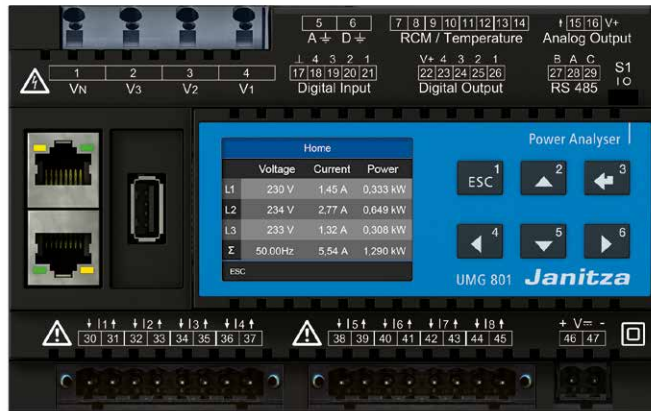 5 6
A ⏚ D ⏚
7 8 9 10 11 12 13 14
RCM / Temperature
15 16 V+
Analog Output
1 2 3 4
VN V3 V2 V1
⊥ 4 3 2 1
17 18 19 20 21
Digital Input
V+ 4 3 2 1
22 23 24 25 26
Digital Output
B A C
27 28 29
RS 485
S1
I O
Power Analyser
Home
Voltage Current Power
L1 230 V 1,45 A 0,333 kW
L2 234 V 2,77 A 0,649 kW
L3 233 V 1,32 A 0,308 kW
Σ 50.00Hz 5,54 A 1,290 kW
ESC
ESC 1
2
3
4
5
6
UMG 801 Janitza
I1 I2 I3 I4
30 31 32 33 34 35 36 37
I5 I6 I7 I8
38 39 40 41 42 43 44 45
+ V= -
46 47